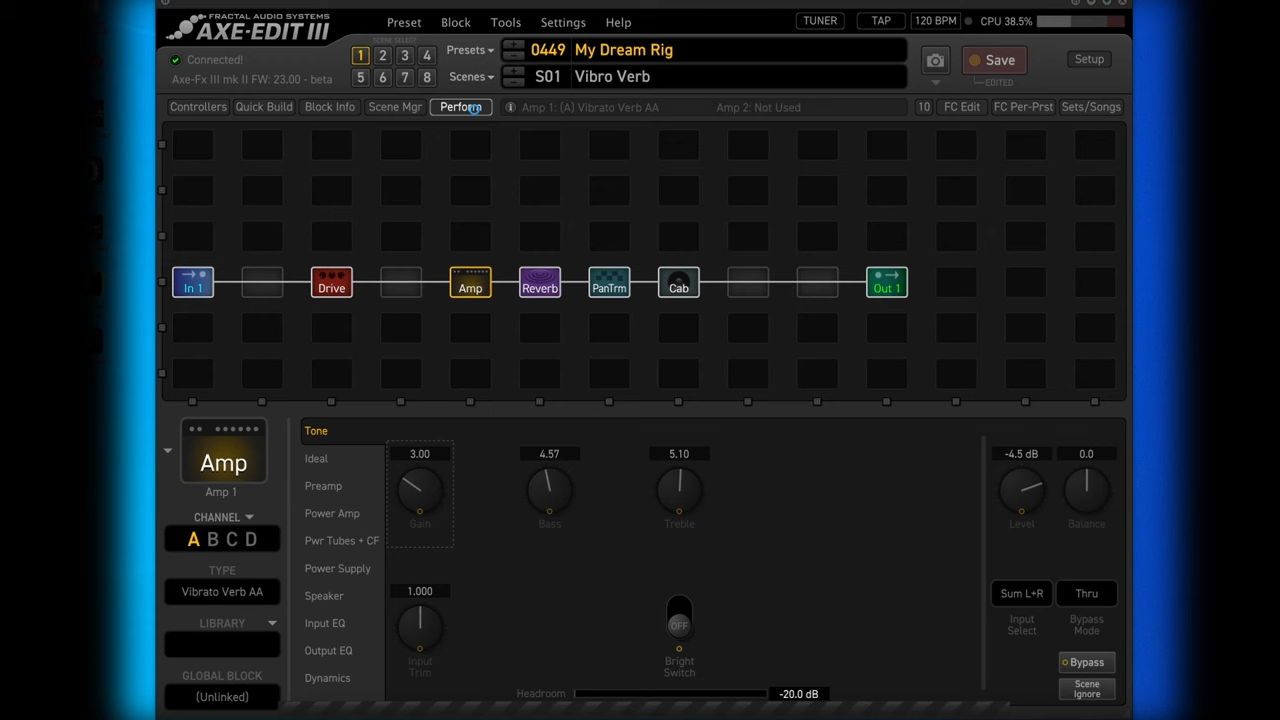 FRACTAL AUDIO SYSTEMS
AXE-EDIT III
Preset Block Tools Settings Help
TUNER TAP 120 BPM CPU 38.5%
Connected!
Axe-Fx III mk II FW: 23.00 - beta
SCENE SELECT
1 2 3 4
5 6 7 8
Presets 0449 My Dream Rig
Scenes S01 Vibro Verb
Save
EDITED
Setup
Controllers Quick Build Block Info Scene Mgr Perform
Amp 1: (A) Vibrato Verb AA Amp 2: Not Used
10 FC Edit FC Per-Prst Sets/Songs
In 1 Drive Amp Reverb PanTrm Cab Out 1
Amp
Amp 1
CHANNEL
A B C D
TYPE
Vibrato Verb AA
LIBRARY
GLOBAL BLOCK
(Unlinked)
Tone
Ideal
Preamp
Power Amp
Pwr Tubes + CF
Power Supply
Speaker
Input EQ
Output EQ
Dynamics
3.00 4.57 5.10
Gain Bass Treble
1.000
Input
Trim
OFF
Bright
Switch
Headroom -20.0 dB
-4.5 dB 0.0
Level Balance
Sum L+R Thru
Input
Select
Bypass
Mode
Bypass
Scene
Ignore